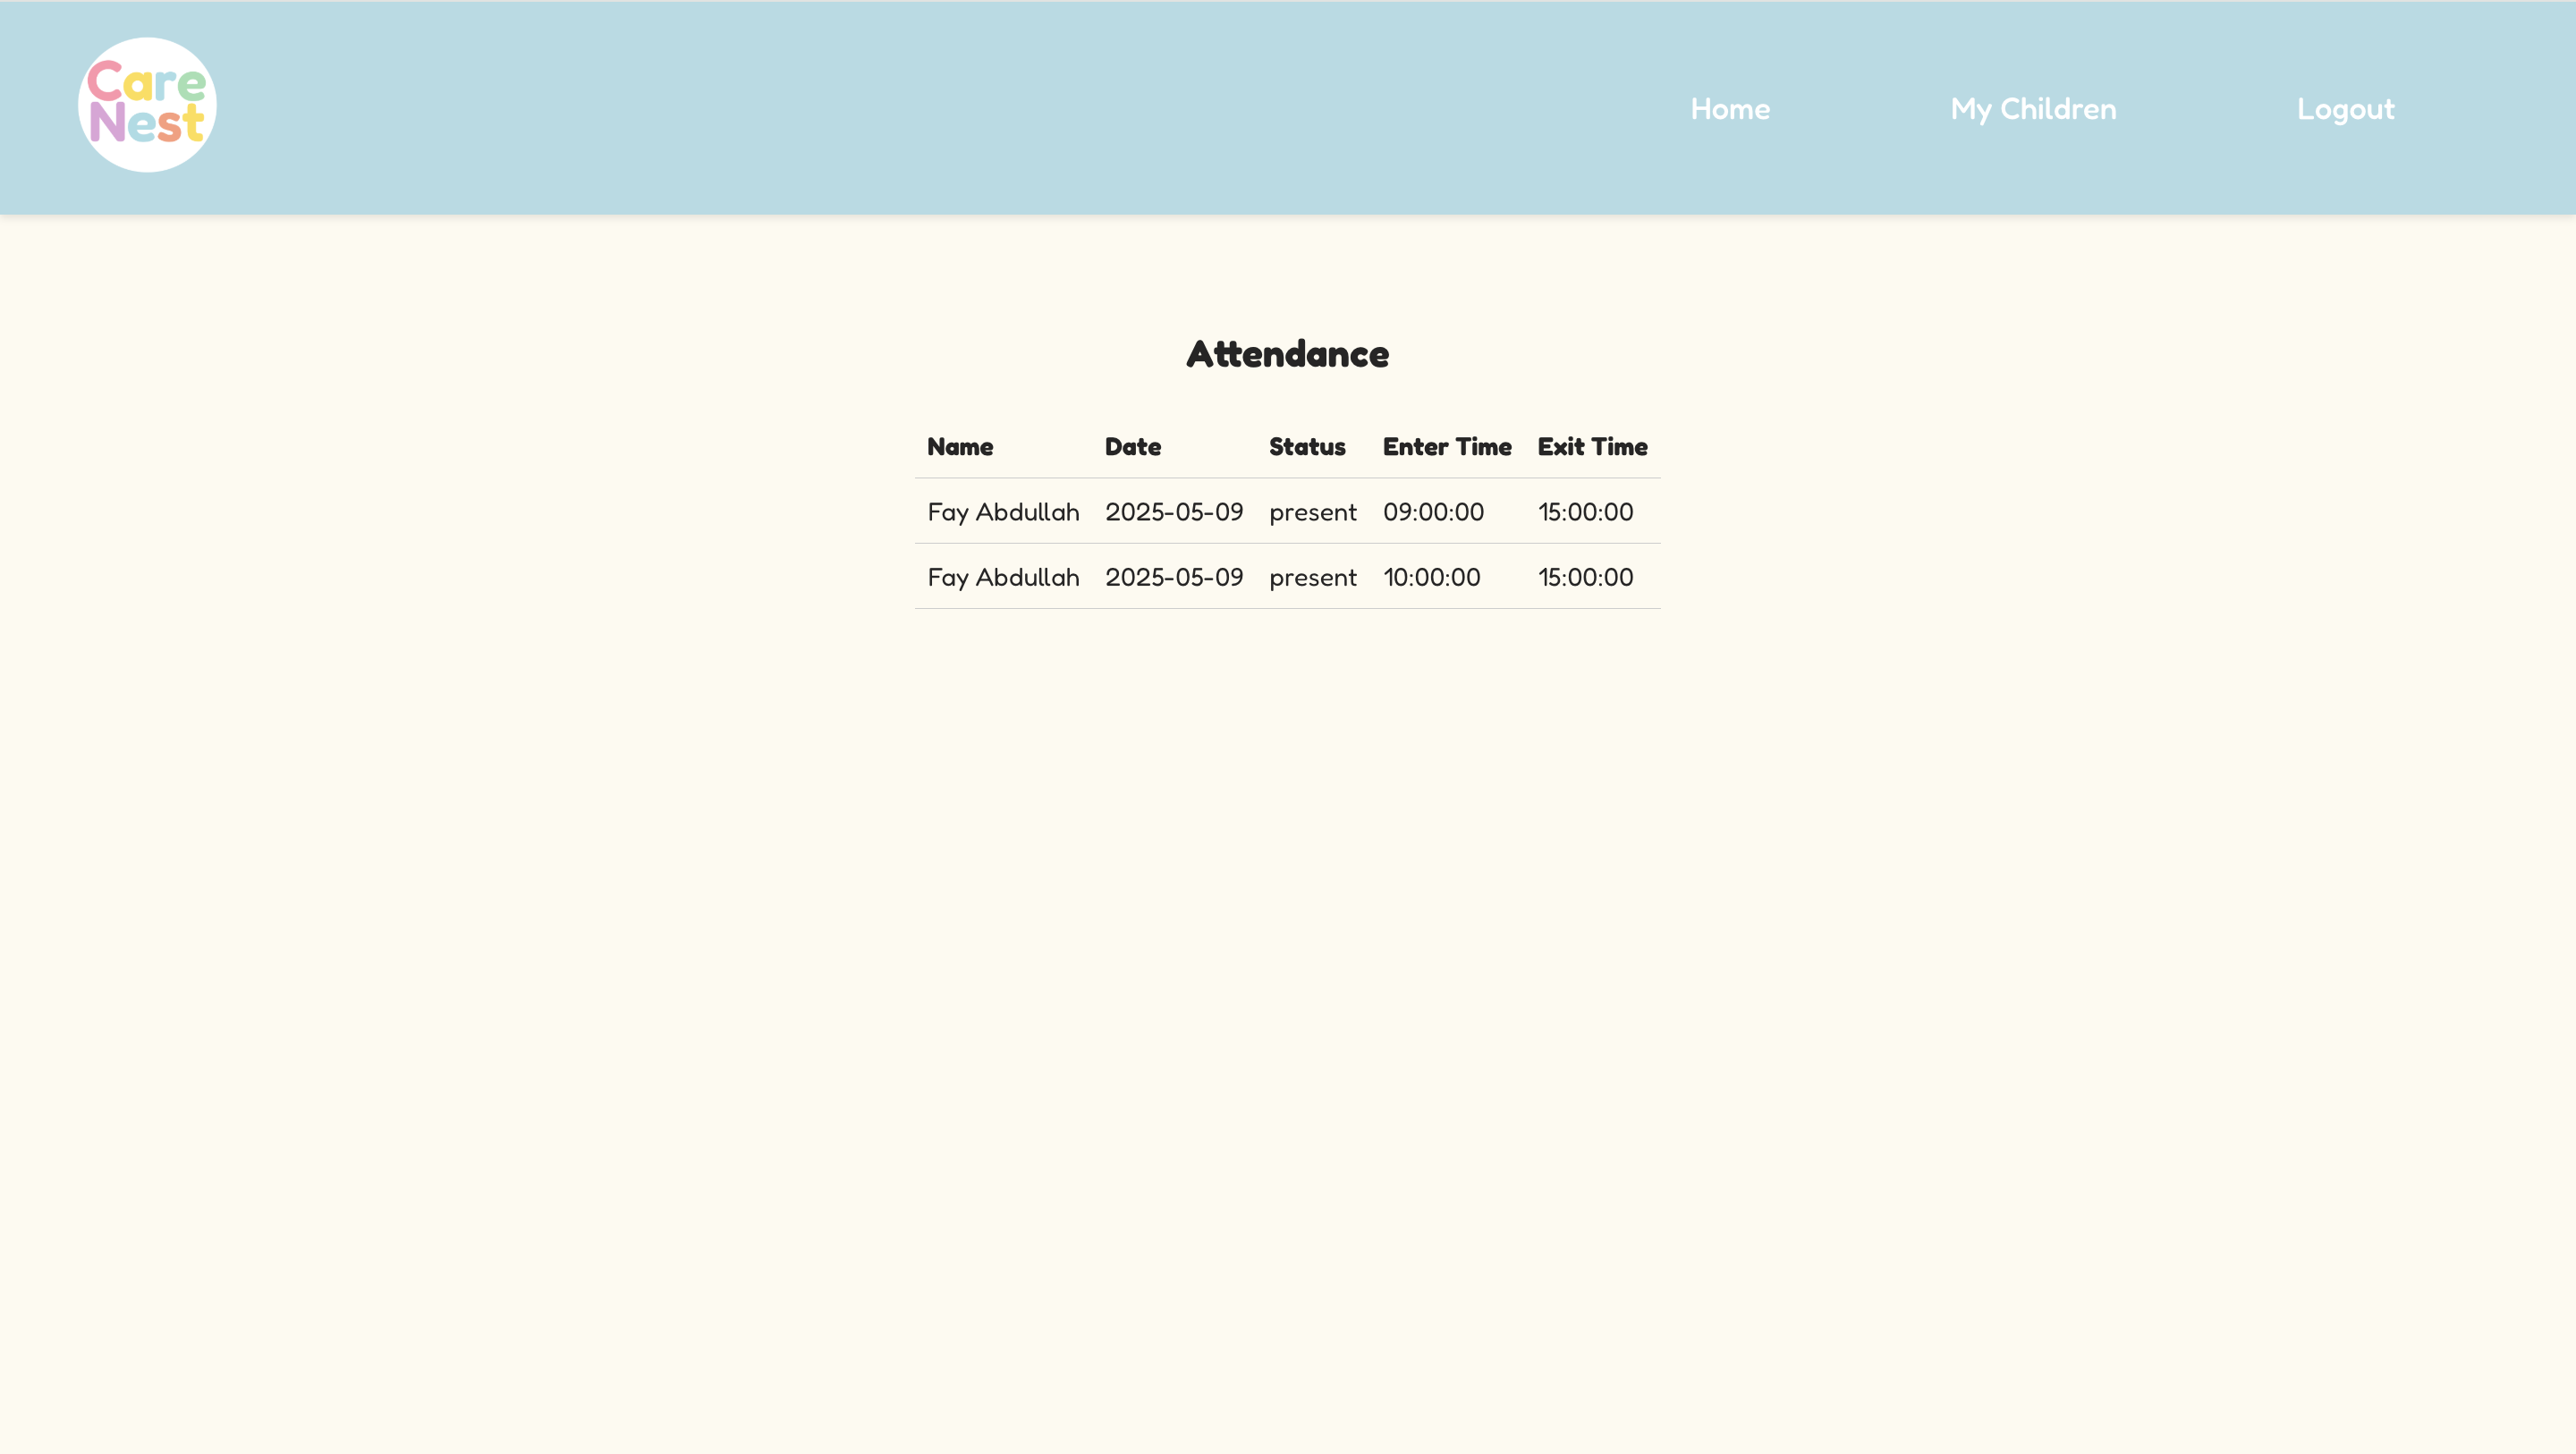 Care
Nest
Home My Children Logout
Attendance
Name Date Status Enter Time Exit Time
Fay Abdullah 2025-05-09 present 09:00:00 15:00:00
Fay Abdullah 2025-05-09 present 10:00:00 15:00:00